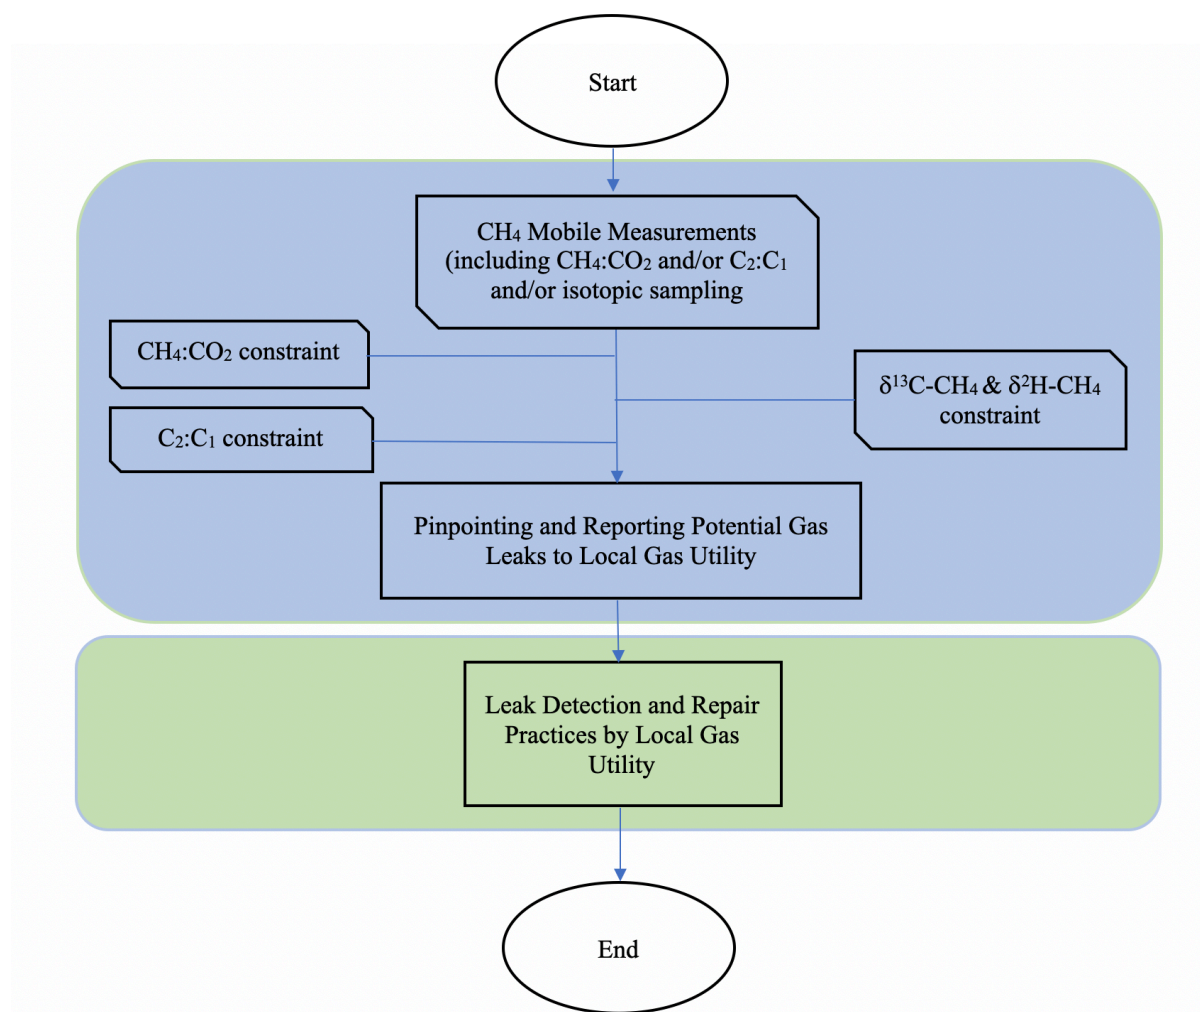 Start
CH₄ Mobile Measurements
(including CH₄:CO₂ and/or C₂:C₁
and/or isotopic sampling
CH₄:CO₂ constraint
δ¹³C-CH₄ & δ²H-CH₄
constraint
C₂:C₁ constraint
Pinpointing and Reporting Potential Gas
Leaks to Local Gas Utility
Leak Detection and Repair
Practices by Local Gas
Utility
End